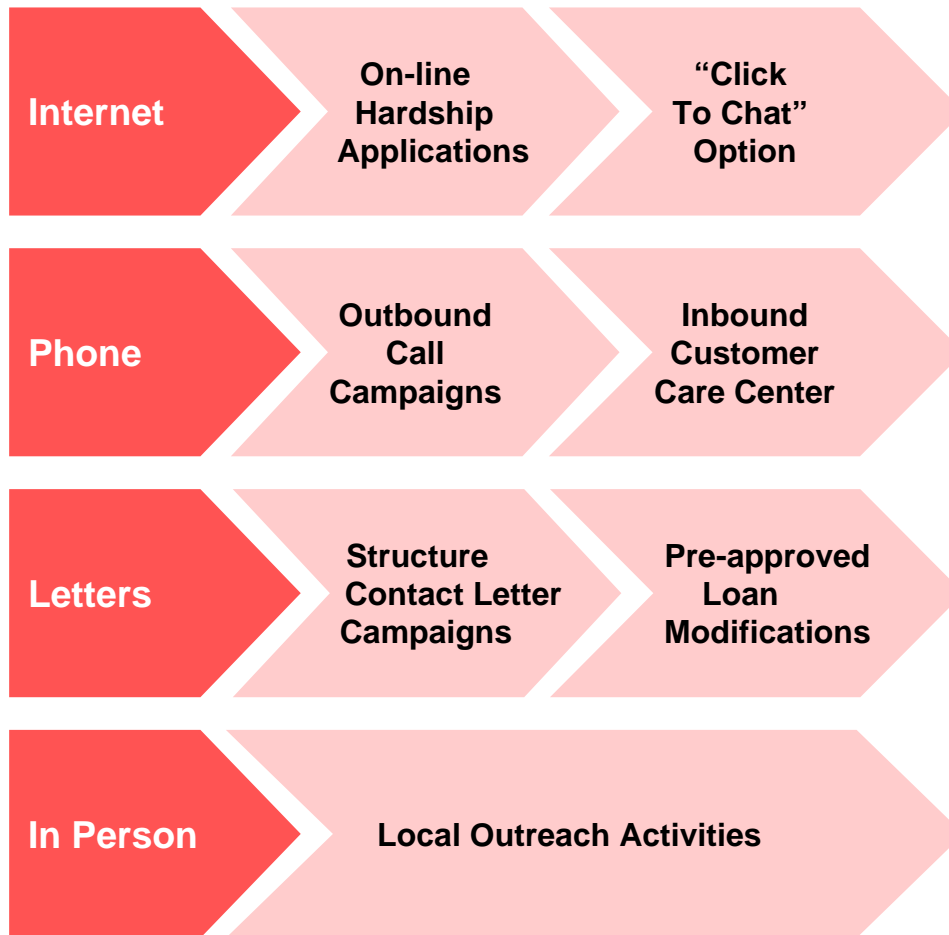 Internet
On-line
Hardship
Applications
“Click
To Chat”
Option
Phone
Outbound
Call
Campaigns
Inbound
Customer
Care Center
Letters
Structure
Contact Letter
Campaigns
Pre-approved
Loan
Modifications
In Person
Local Outreach Activities